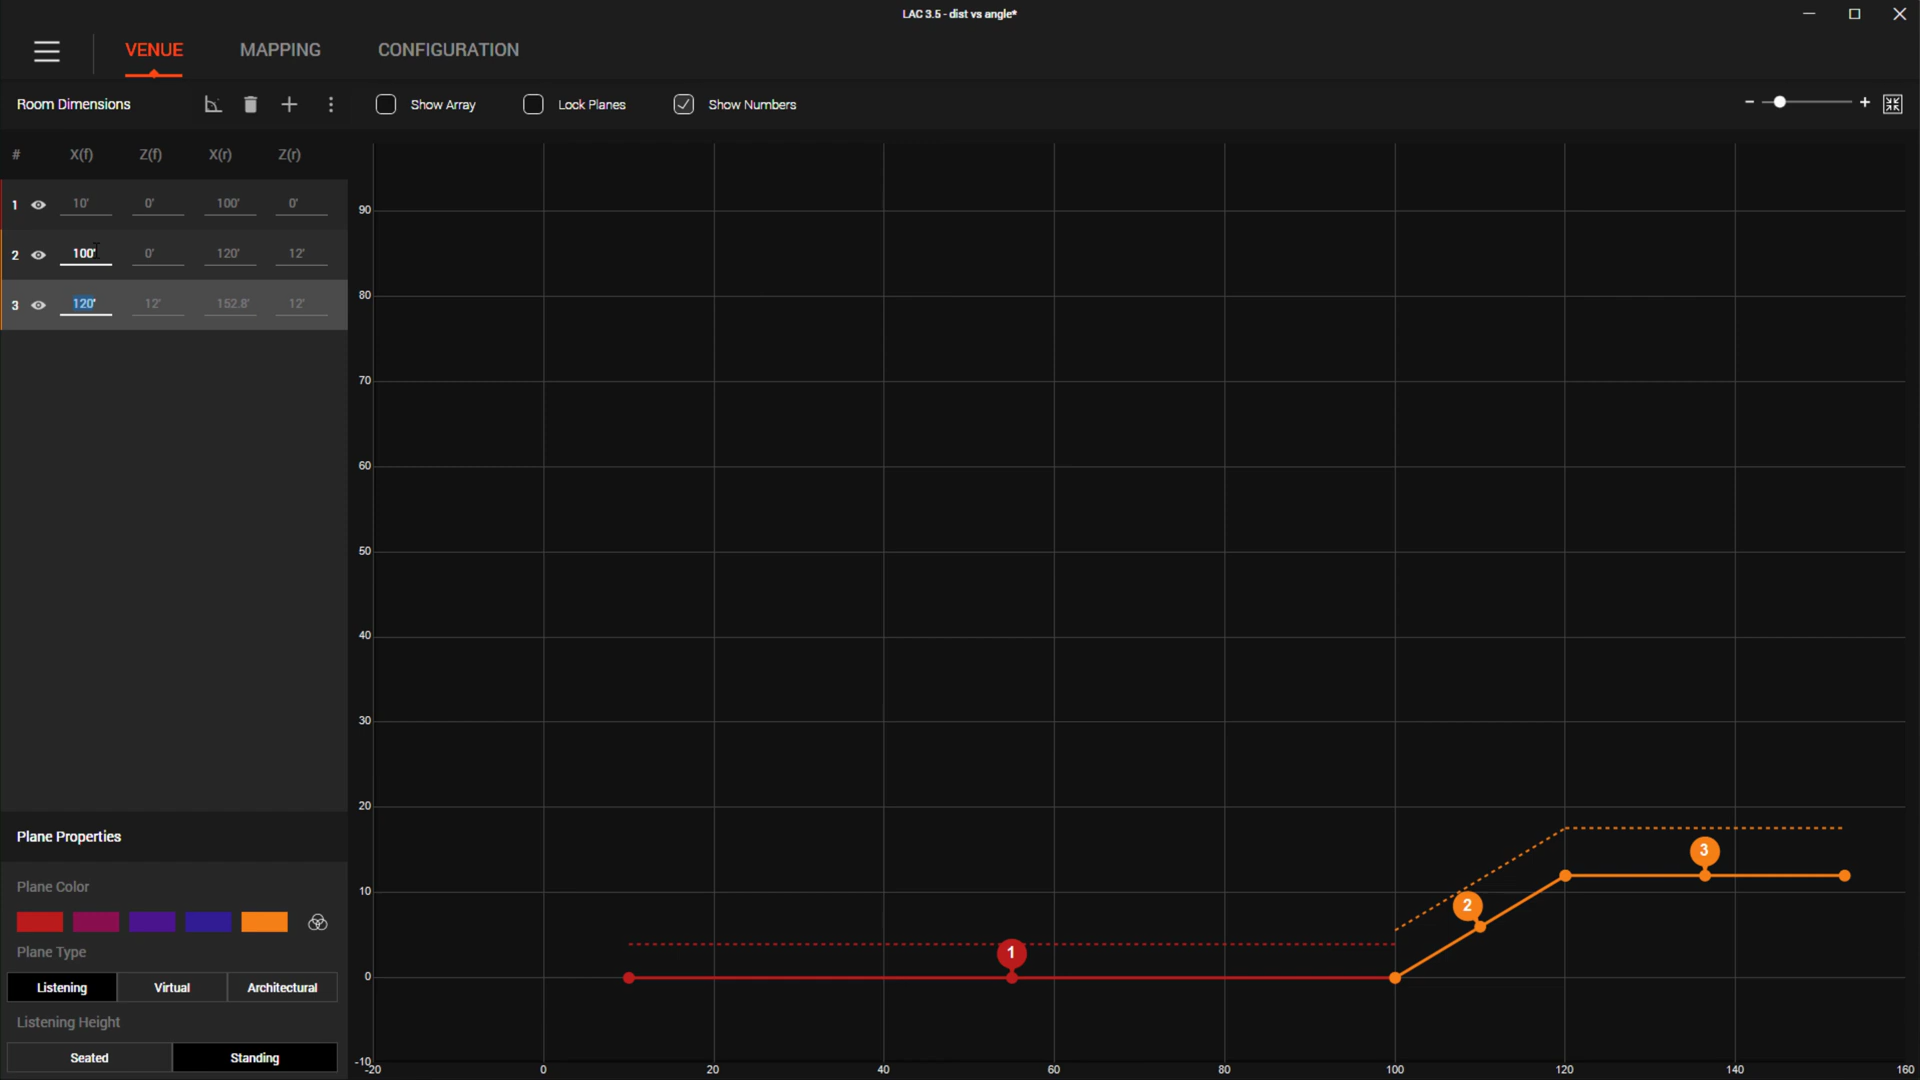 LAC 3.5 - dist vs angle*
VENUE MAPPING CONFIGURATION
Room Dimensions Show Array Lock Planes Show Numbers
# X(f) Z(f) X(r) Z(r)
1 10' 0' 100' 0'
2 100' 0' 120' 12'
3 120' 12' 152.8' 12'
90
80
70
60
50
40
30
20
10
0
-10
3
2
1
-20 0 20 40 60 80 100 120 140 160
Plane Properties
Plane Color
Plane Type
Listening Virtual Architectural
Listening Height
Seated Standing